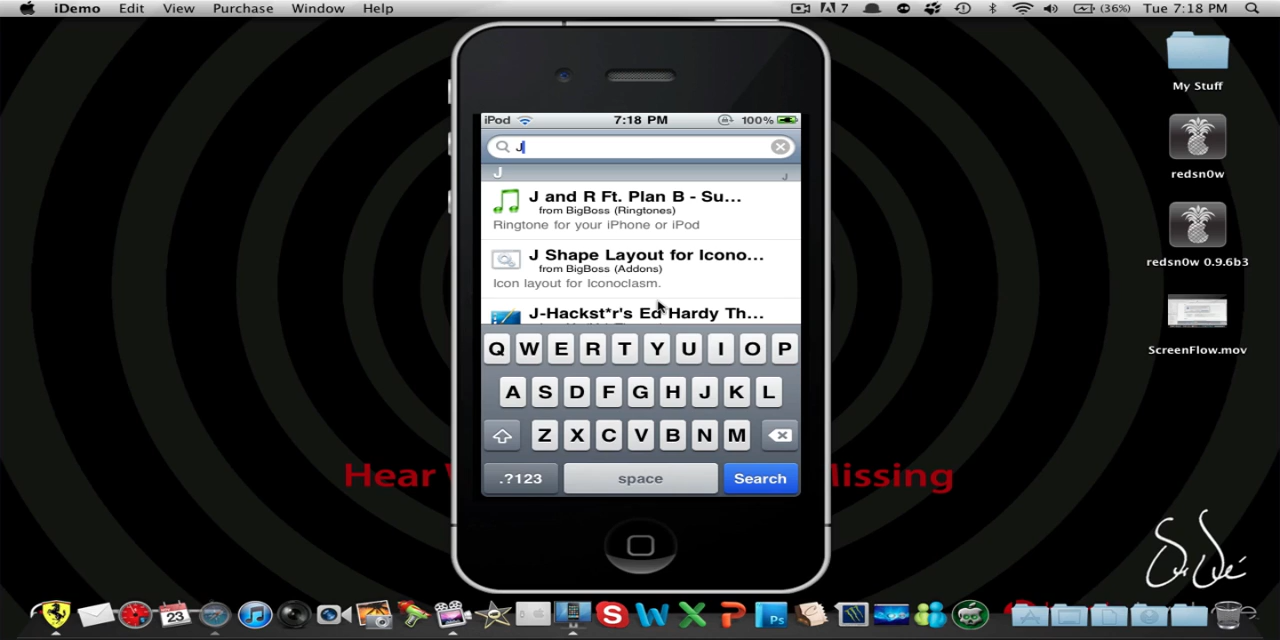 iDemo Edit View Purchase Window Help 7 (36%) Tue 7:18 PM
My Stuff
redsn0w
redsn0w 0.9.6b3
ScreenFlow.mov
iPod 7:18 PM 100%
J
J J
J and R Ft. Plan B - Su...
from BigBoss (Ringtones)
Ringtone for your iPhone or iPod
J Shape Layout for Icono...
from BigBoss (Addons)
Icon layout for Iconoclasm.
J-Hackst*r's Ed Hardy Th...
Q W E R T Y U I O P
A S D F G H J K L
Z X C V B N M
.?123 space Search
Hear
Missing